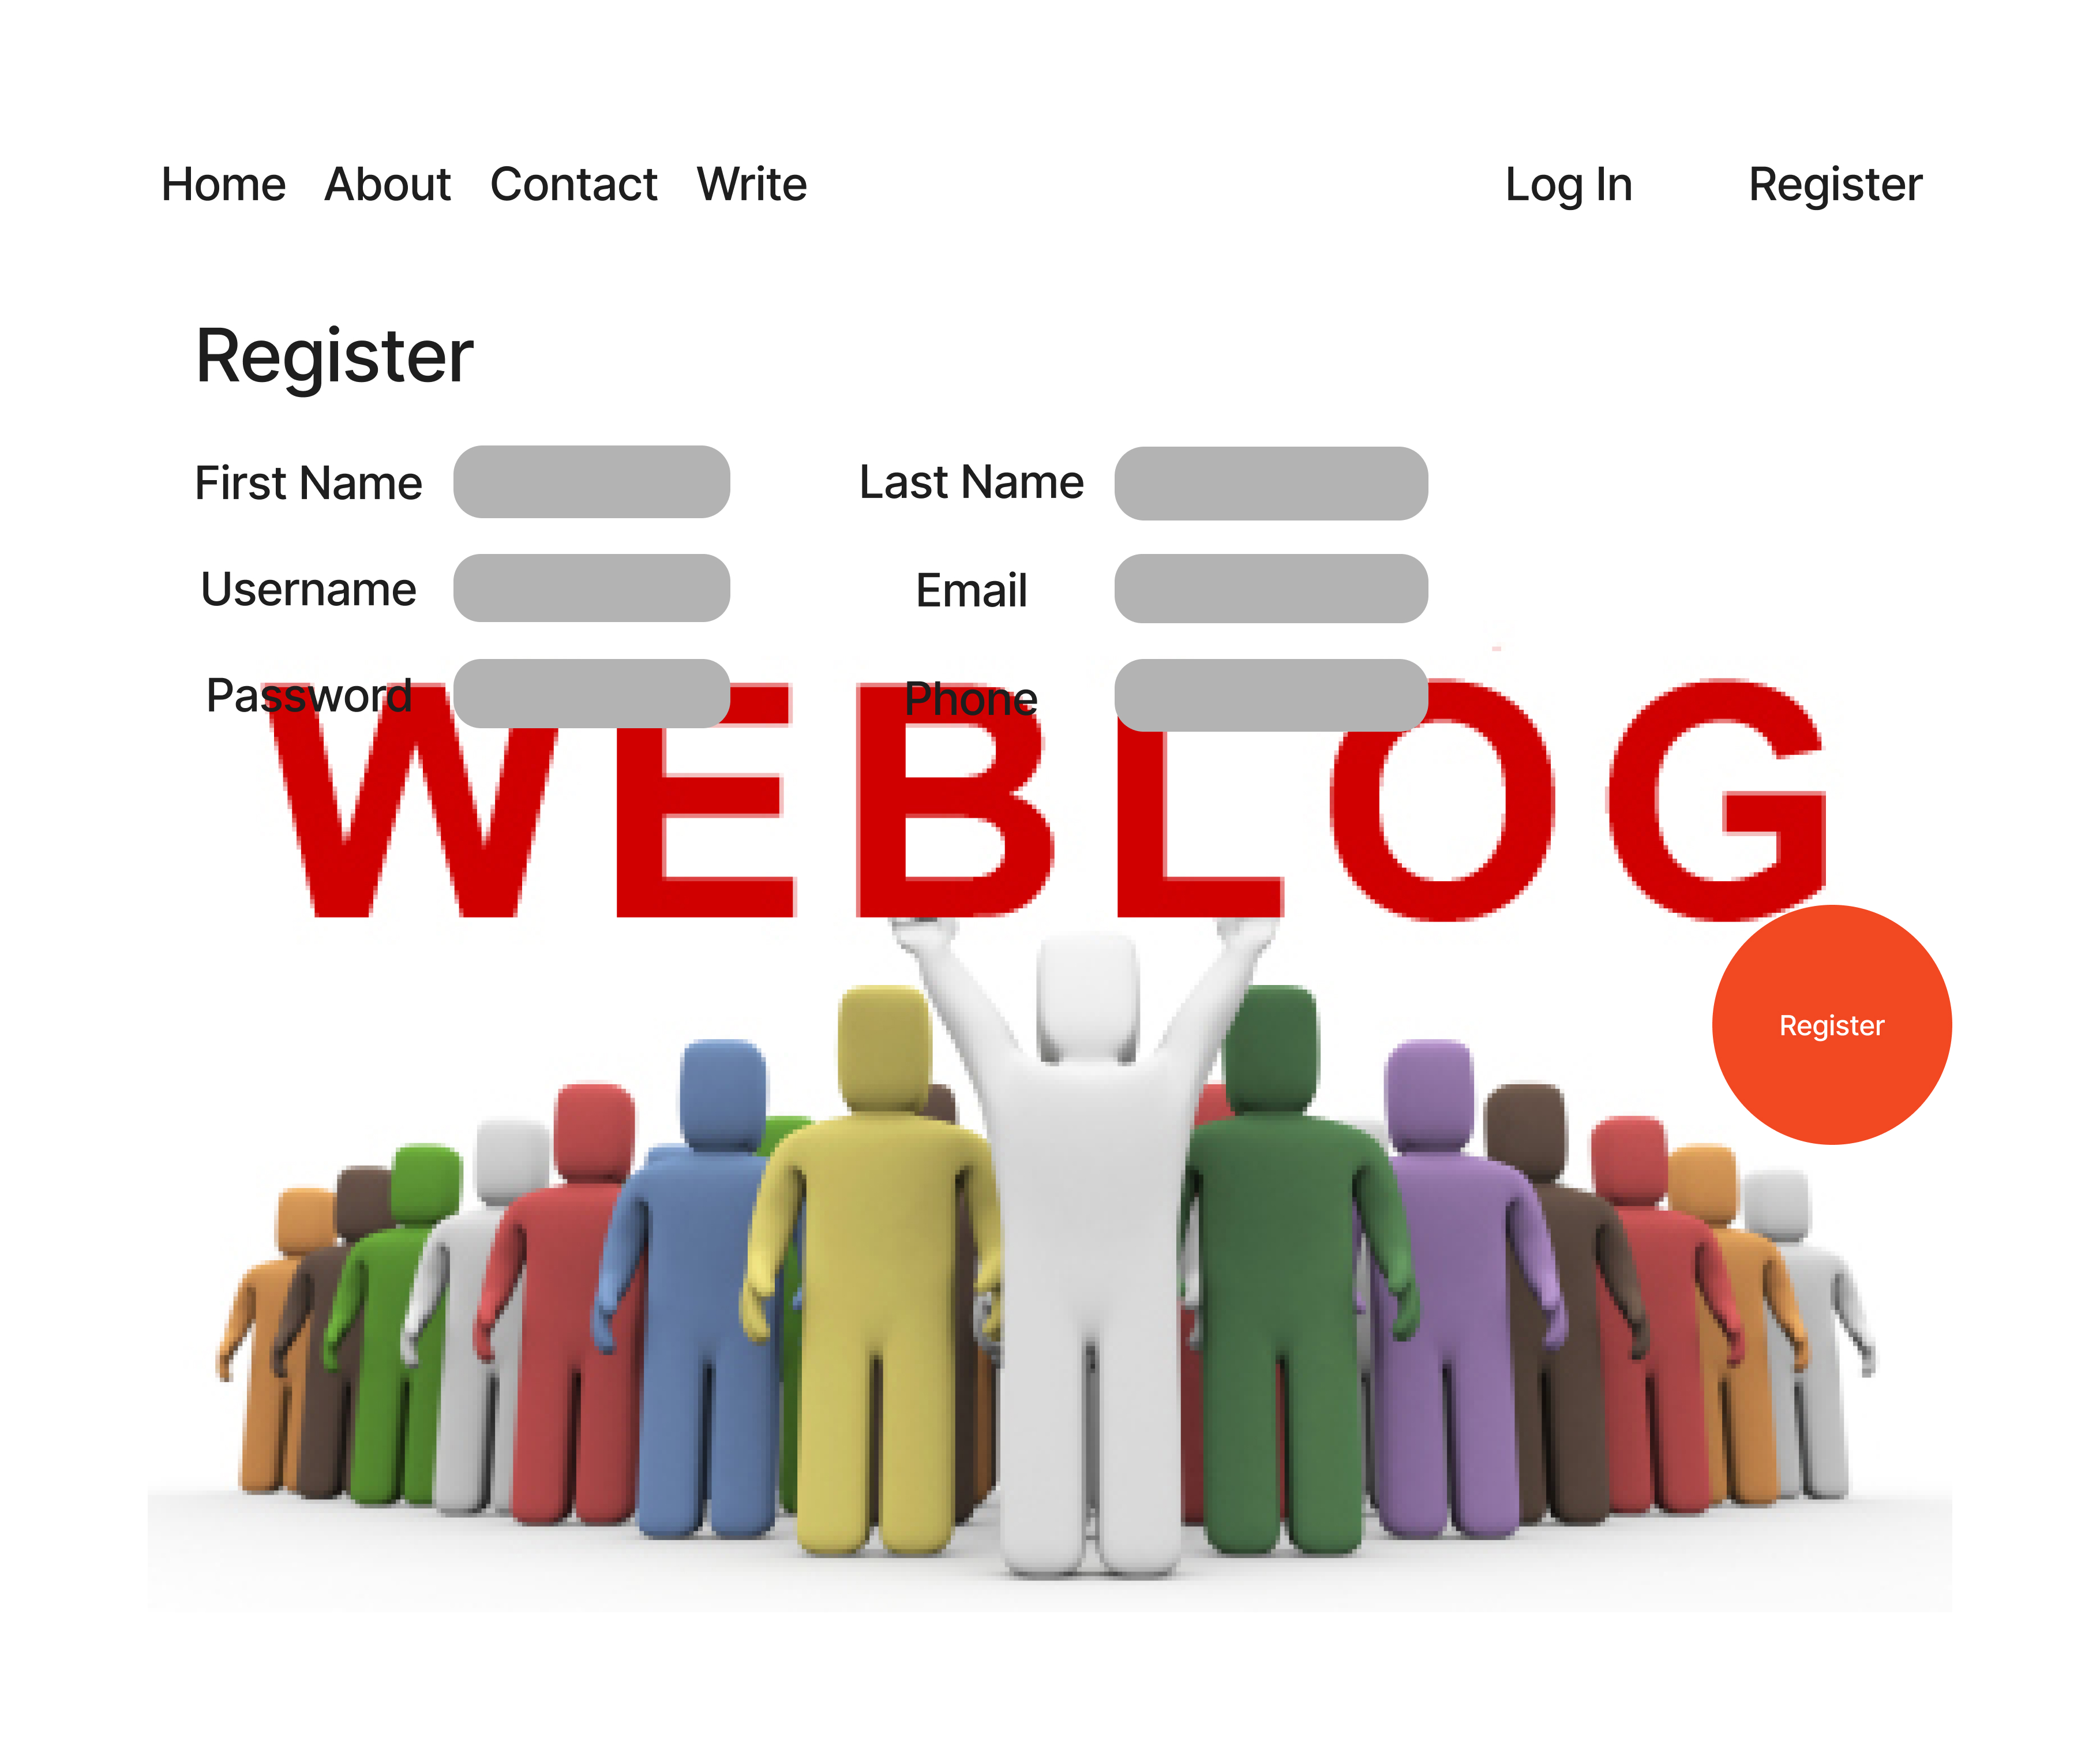 Home About Contact Write Log In Register
Register
First Name Last Name
Username Email
Password Phone
WEBLOG
Register